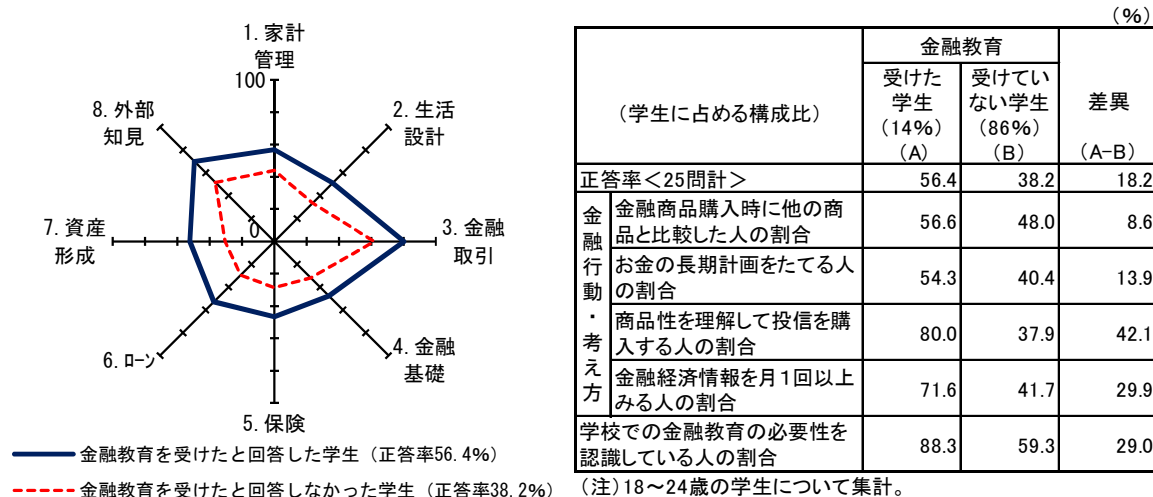 1. 家計
管理
100
2. 生活
設計
3. 金融
取引
4. 金融
基礎
5. 保険
6. ﾛｰﾝ
7. 資産
形成
8. 外部
知見
0
金融教育を受けたと回答した学生（正答率56.4%）
金融教育を受けたと回答しなかった学生（正答率38.2%）
（%）
（学生に占める構成比）
金融教育
受けた
学生
（14%）
（A）
受けてい
ない学生
（86%）
（B）
差異
（A-B）
正答率＜25問計＞ 56.4 38.2 18.2
金融行動・考え方
金融商品購入時に他の商
品と比較した人の割合 56.6 48.0 8.6
お金の長期計画をたてる人
の割合 54.3 40.4 13.9
商品性を理解して投信を購
入する人の割合 80.0 37.9 42.1
金融経済情報を月1回以上
みる人の割合 71.6 41.7 29.9
学校での金融教育の必要性を
認識している人の割合 88.3 59.3 29.0
（注）18～24歳の学生について集計。